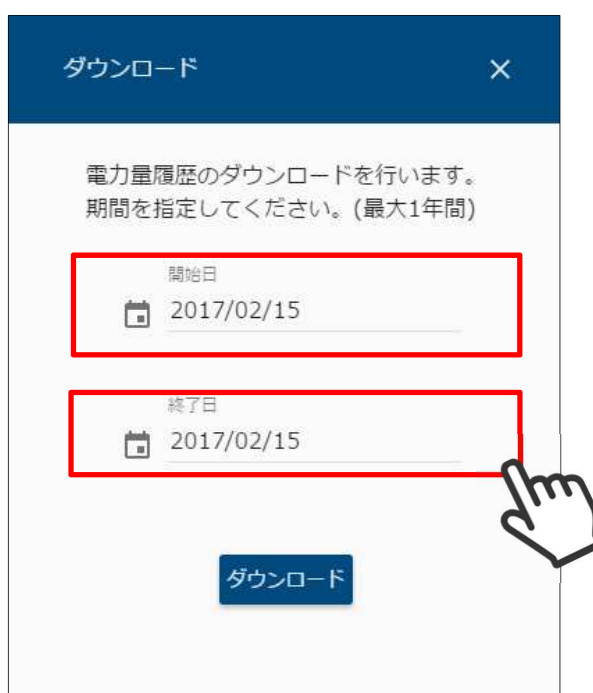 ダウンロード ×
電力量履歴のダウンロードを行います。
期間を指定してください。(最大1年間)
開始日
2017/02/15
終了日
2017/02/15
ダウンロード